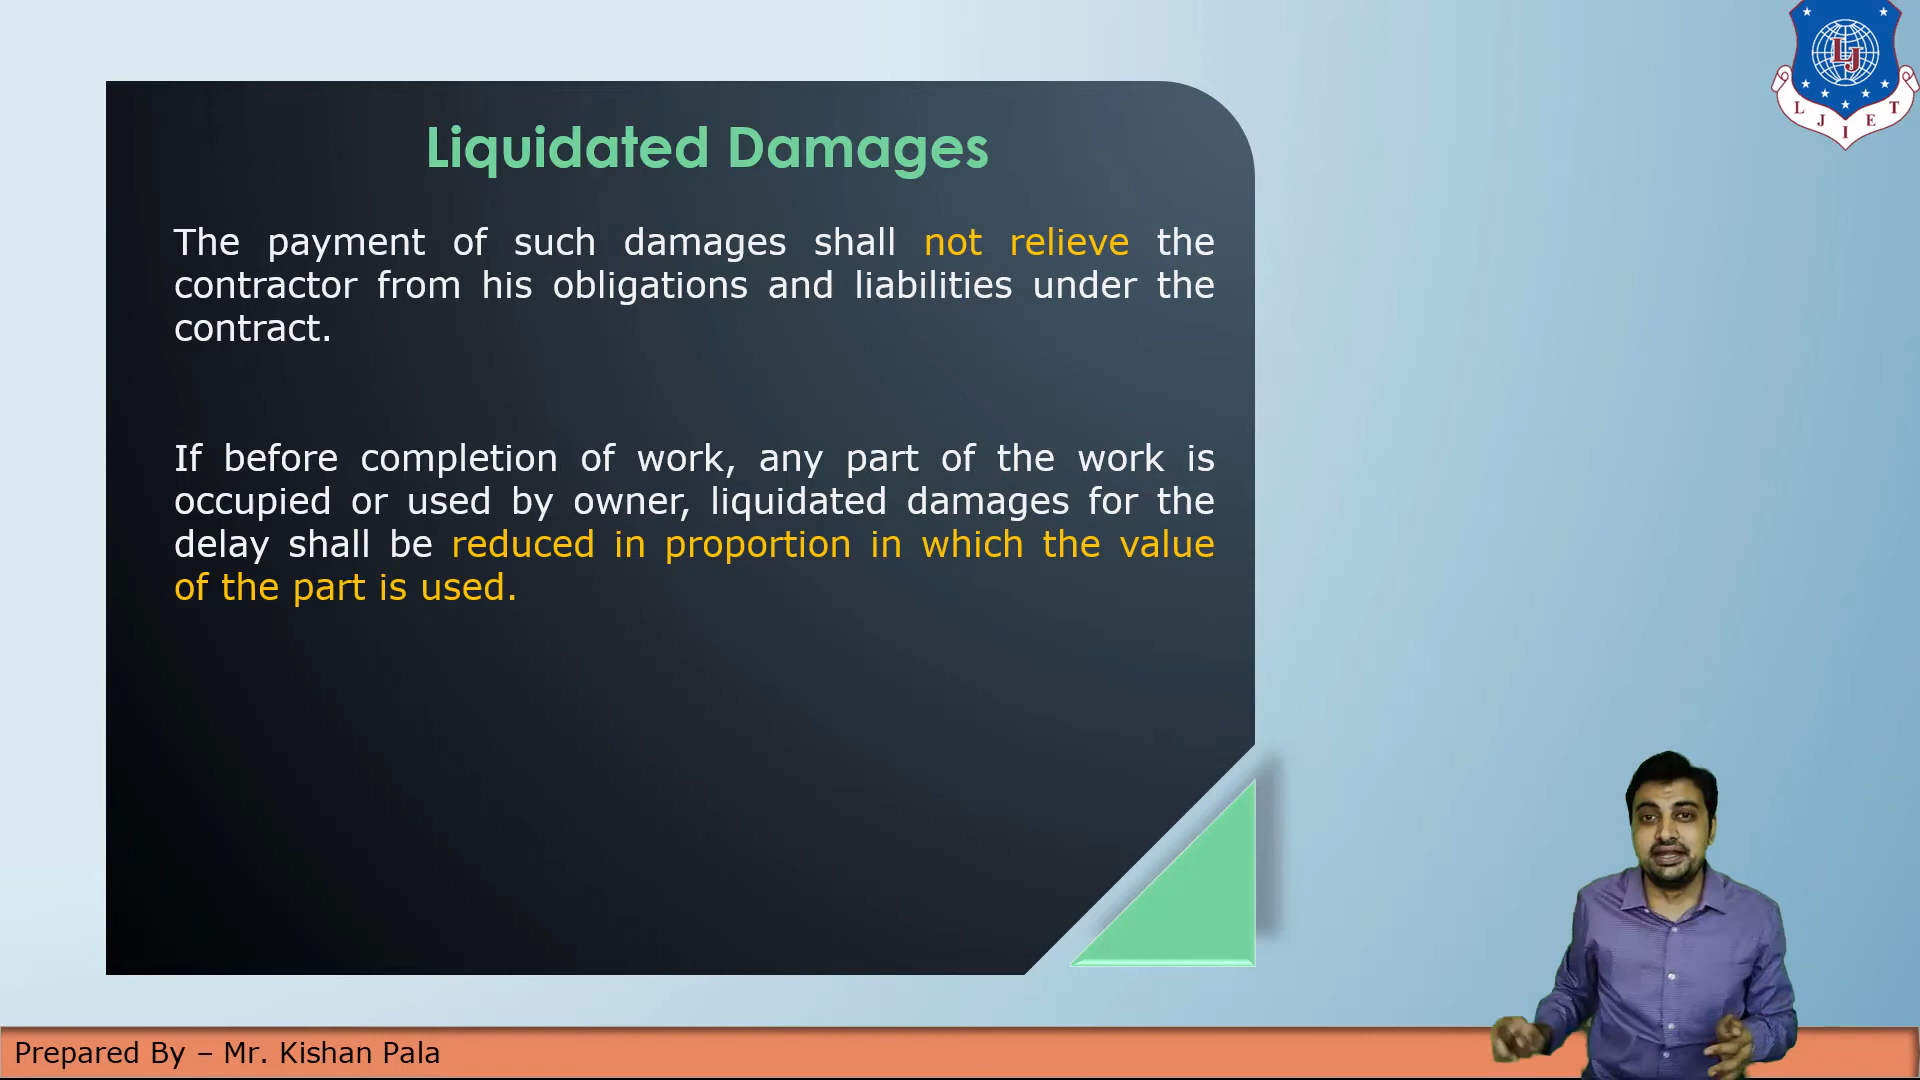 Liquidated Damages
The payment of such damages shall not relieve the
contractor from his obligations and liabilities under the
contract.
If before completion of work, any part of the work is
occupied or used by owner, liquidated damages for the
delay shall be reduced in proportion in which the value
of the part is used.
LJ
L J I E T
Prepared By – Mr. Kishan Pala